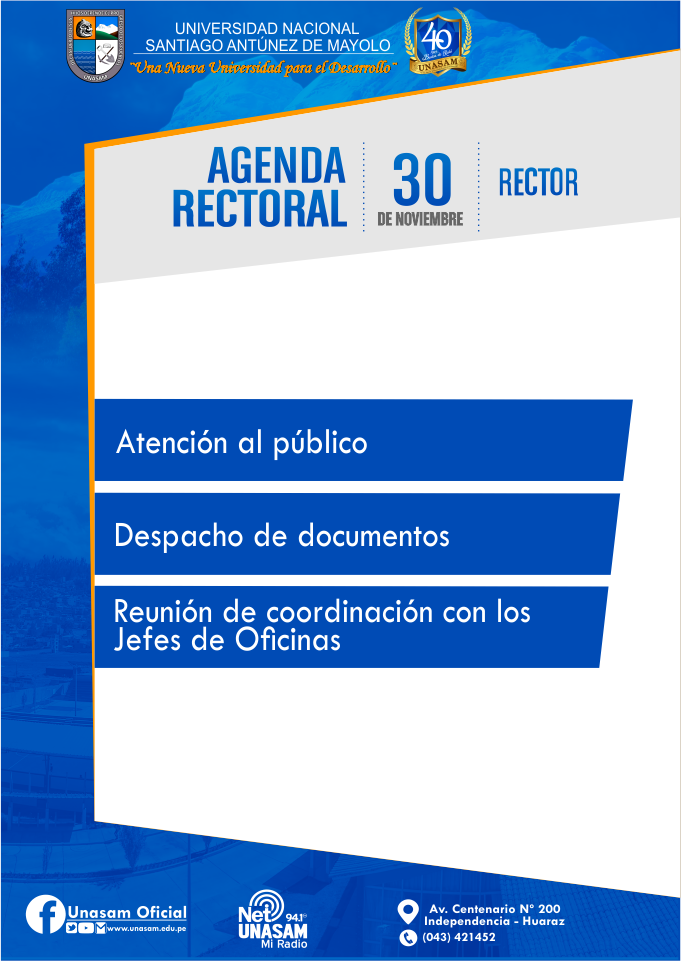 UNIVERSIDAD NACIONAL
SANTIAGO ANTÚNEZ DE MAYOLO
"Una Nueva Universidad para el Desarrollo"
40
UNASAM
UNASAM
AGENDA
RECTORAL
30
DE NOVIEMBRE
RECTOR
Atención al público
Despacho de documentos
Reunión de coordinación con los
Jefes de Oficinas
Unasam Oficial
www.unasam.edu.pe
Net 94.1
UNASAM
Mi Radio
Av. Centenario N° 200
Independencia - Huaraz
(043) 421452